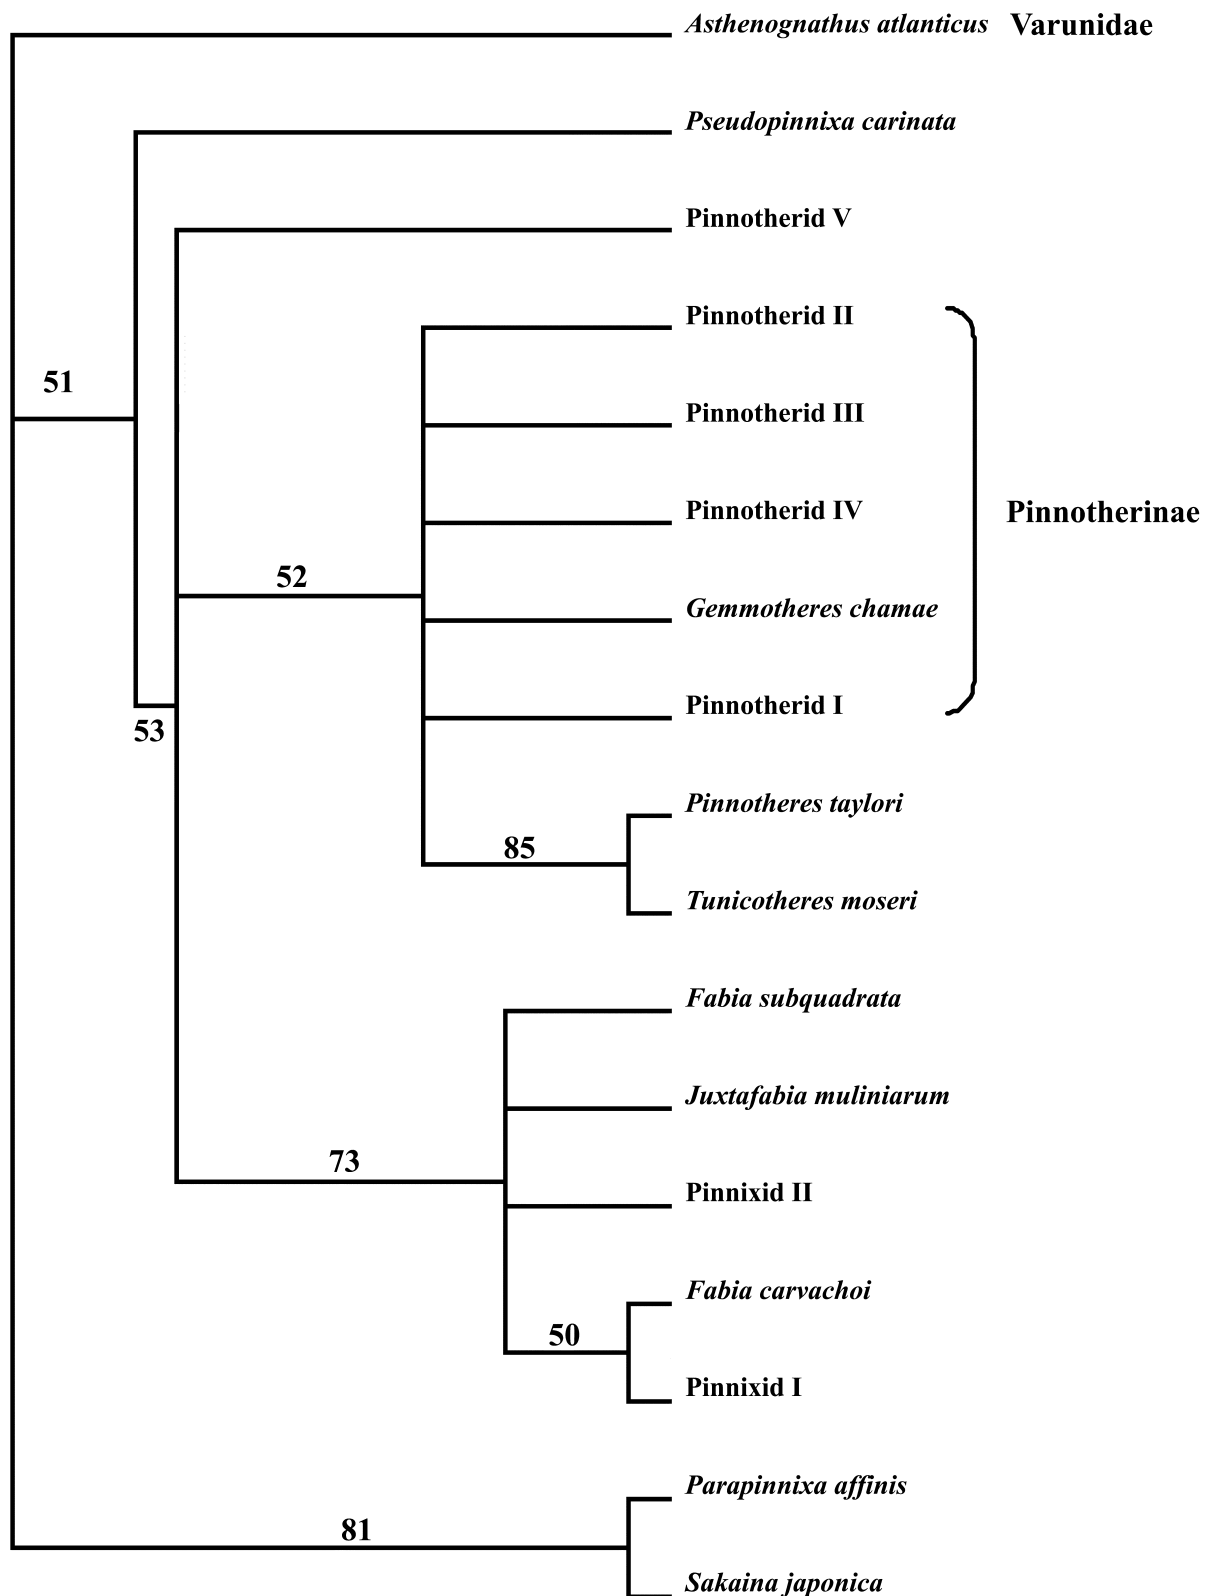 Asthenognathus atlanticus Varunidae
Pseudopinnixa carinata
Pinnotherid V
Pinnotherid II
51
Pinnotherid III
Pinnotherid IV
Pinnotherinae
52
Gemmotheres chamae
Pinnotherid I
53
Pinnotheres taylori
85
Tunicotheres moseri
Fabia subquadrata
Juxtafabia muliniarum
73
Pinnixid II
Fabia carvachoi
50
Pinnixid I
Parapinnixa affinis
81
Sakaina japonica